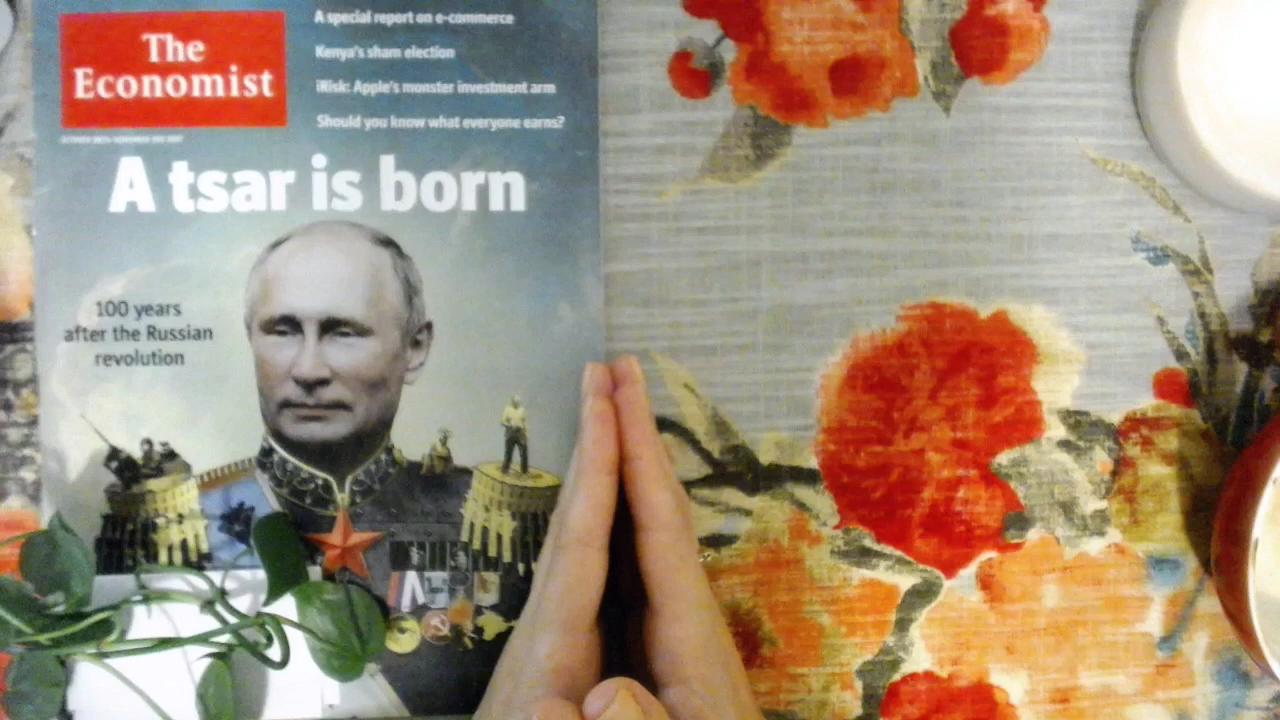 The
Economist
A special report on e-commerce
Kenya's sham election
iRisk: Apple's monster investment arm
Should you know what everyone earns?
A tsar is born
100 years
after the Russian
revolution